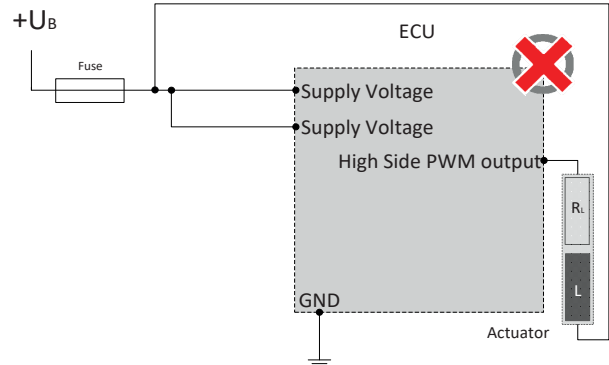 +UB
ECU
Fuse
Supply Voltage
Supply Voltage
High Side PWM output
RL
L
GND
Actuator